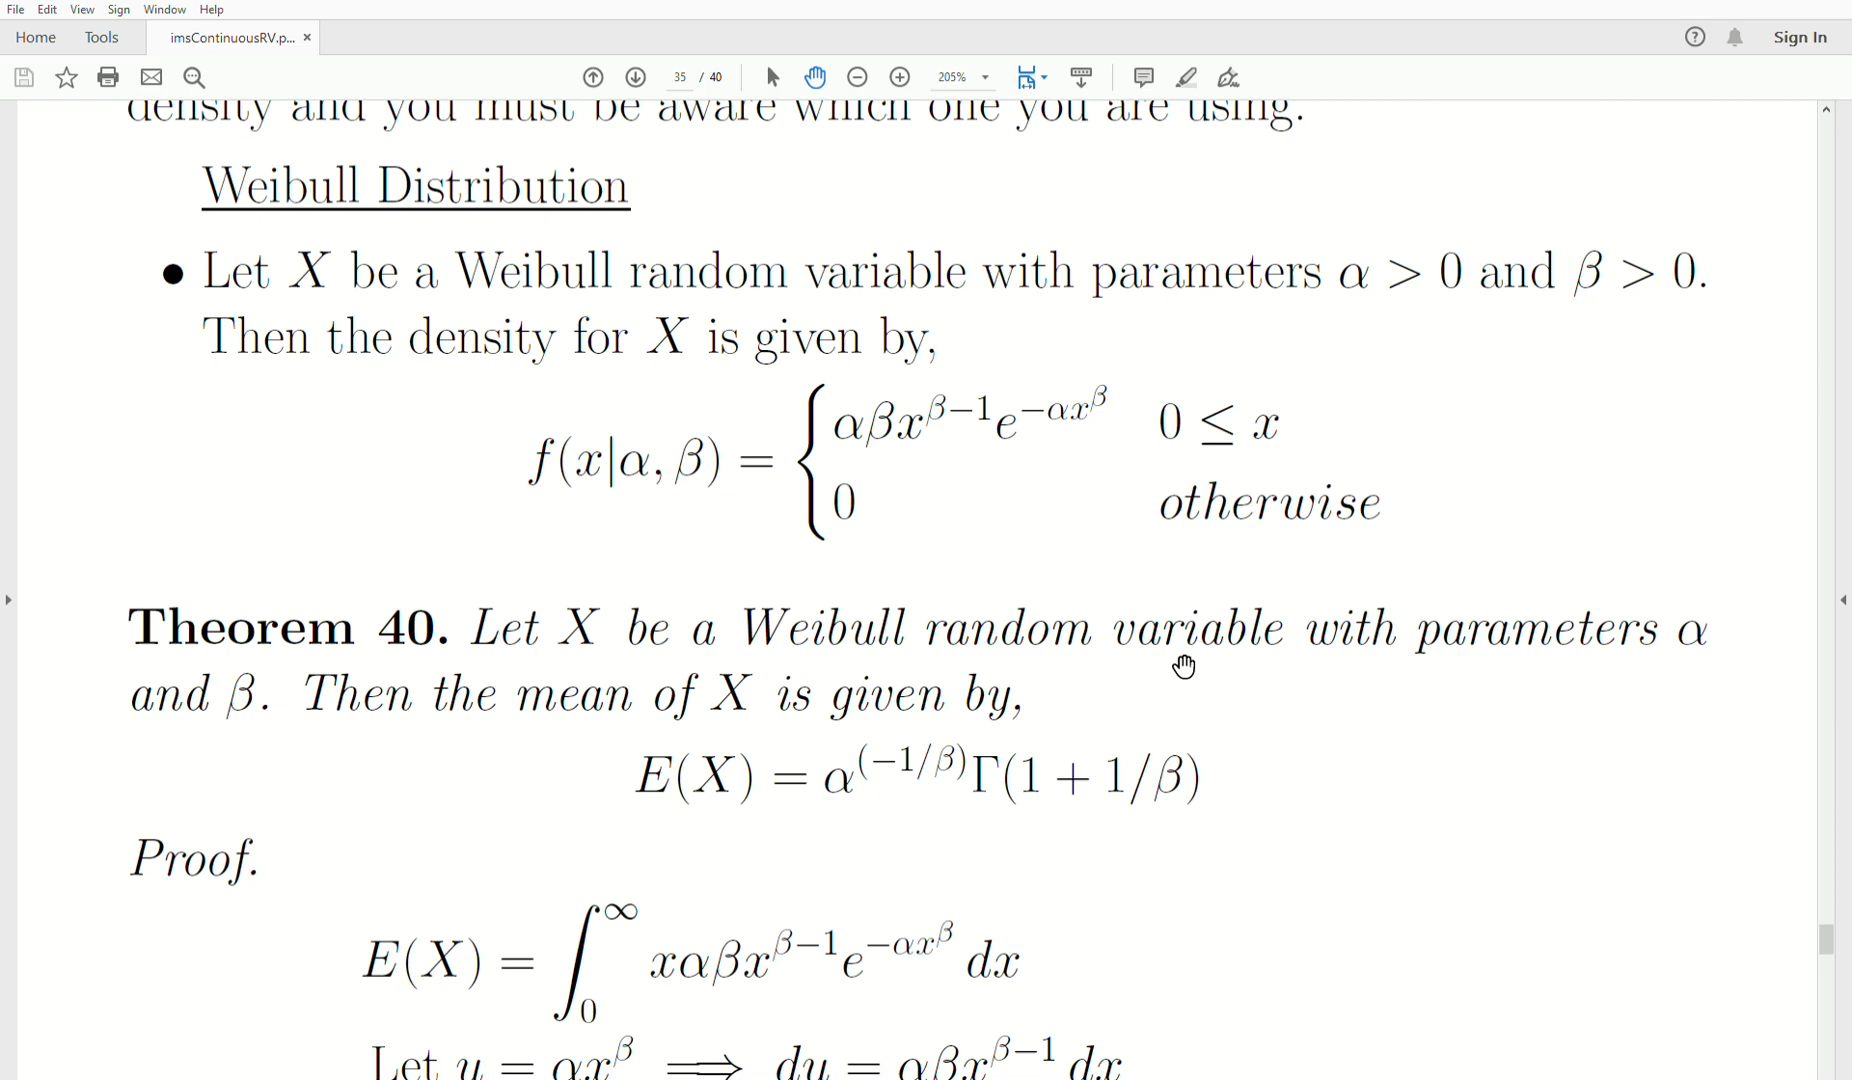 File Edit View Sign Window Help
Home Tools imsContinuousRV.p... × Sign In
35 / 40 205%
density and you must be aware which one you are using.
Weibull Distribution
• Let X be a Weibull random variable with parameters α > 0 and β > 0.
Then the density for X is given by,
f(x|α, β) = { αβx^{β−1}e^{−αx^β} 0 ≤ x
0 otherwise
Theorem 40. Let X be a Weibull random variable with parameters α
and β. Then the mean of X is given by,
E(X) = α^{(−1/β)}Γ(1 + 1/β)
Proof.
E(X) = ∫_0^∞ xαβx^{β−1}e^{−αx^β} dx
Let u = αx^β ⟹ du = αβx^{β−1} dx